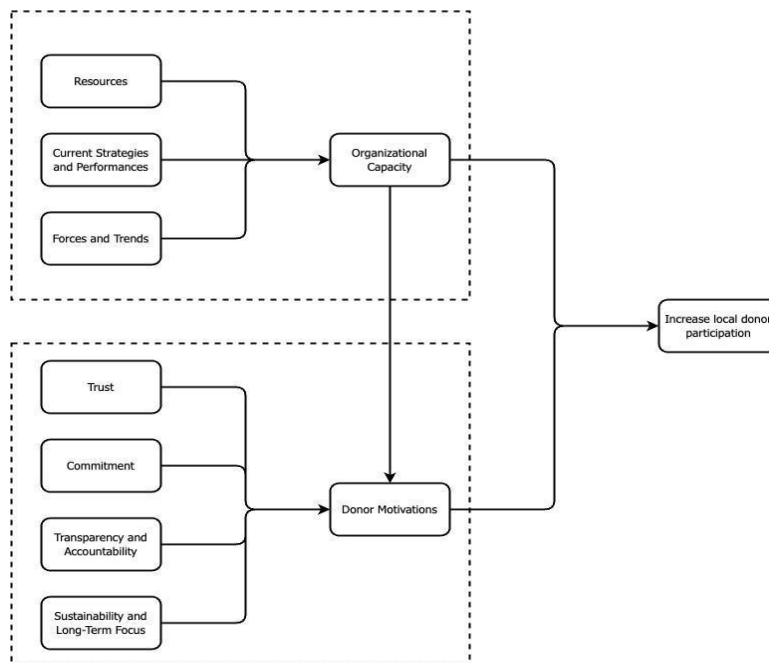 Resources
Current Strategies
and Performances
Forces and Trends
Organizational
Capacity
Increase local donor
participation
Trust
Commitment
Transparency and
Accountability
Sustainability and
Long-Term Focus
Donor Motivations